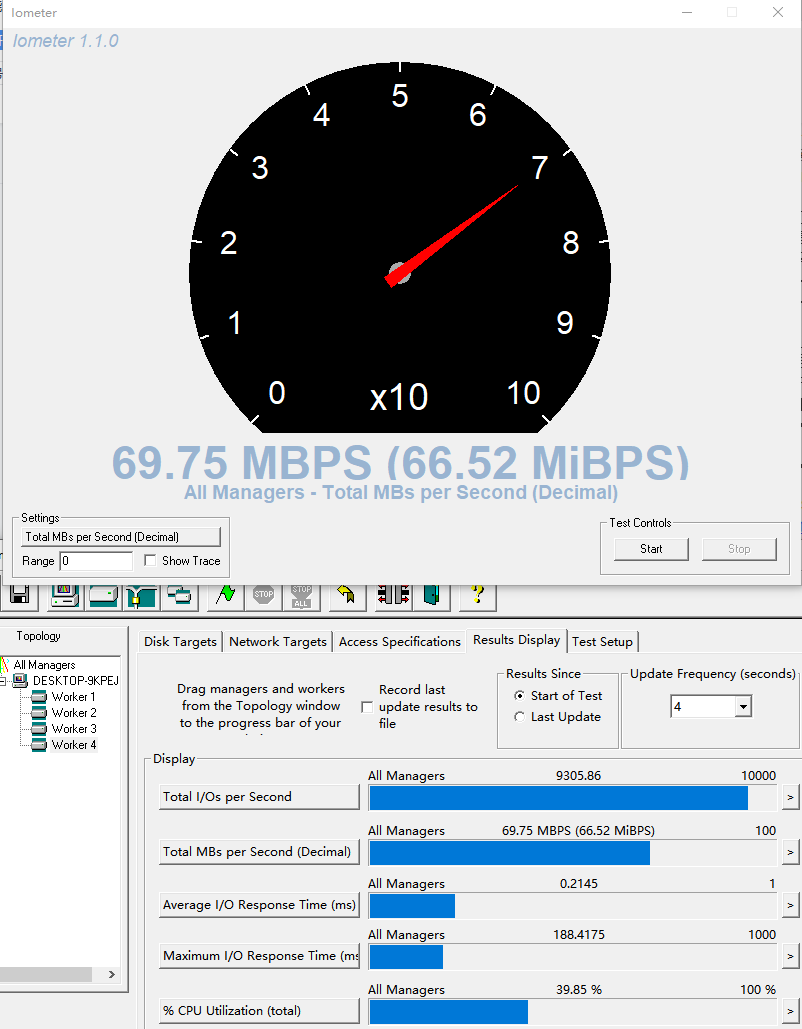 Iometer
Iometer 1.1.0
5
4
6
3
7
2
8
1
9
0
x10
10
69.75 MBPS (66.52 MiBPS)
All Managers - Total MBs per Second (Decimal)
Settings
Total MBs per Second (Decimal)
Range 0 Show Trace
Test Controls
Start Stop
STOP STOP ALL ?
Topology
All Managers
DESKTOP-9KPEJ
Worker 1
Worker 2
Worker 3
Worker 4
Disk Targets Network Targets Access Specifications Results Display Test Setup
Drag managers and workers
from the Topology window
to the progress bar of your
Record last
update results to
file
Results Since
Start of Test
Last Update
Update Frequency (seconds)
4
Display
All Managers 9305.86 10000
Total I/Os per Second >
All Managers 69.75 MBPS (66.52 MiBPS) 100
Total MBs per Second (Decimal) >
All Managers 0.2145 1
Average I/O Response Time (ms) >
All Managers 188.4175 1000
Maximum I/O Response Time (ms >
All Managers 39.85 % 100 %
% CPU Utilization (total) >